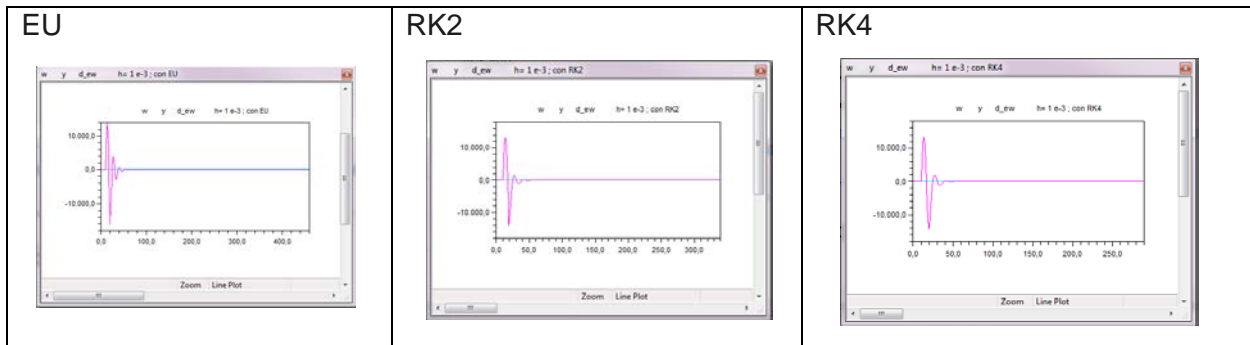 EU
w y d_ew h= 1 e-3 ; con EU
w y d_ew h= 1 e-3 ; con EU
10.000,0
0,0
-10.000,0
0,0 100,0 200,0 300,0 400,0
Zoom Line Plot
RK2
w y d_ew h= 1 e-3 ; con RK2
w y d_ew h= 1 e-3 ; con RK2
10.000,0
0,0
-10.000,0
0,0 50,0 100,0 150,0 200,0 250,0 300,0
Zoom Line Plot
RK4
w y d_ew h= 1 e-3 ; con RK4
w y d_ew h= 1 e-3 ; con RK4
10.000,0
0,0
-10.000,0
0,0 50,0 100,0 150,0 200,0 250,0
Zoom Line Plot